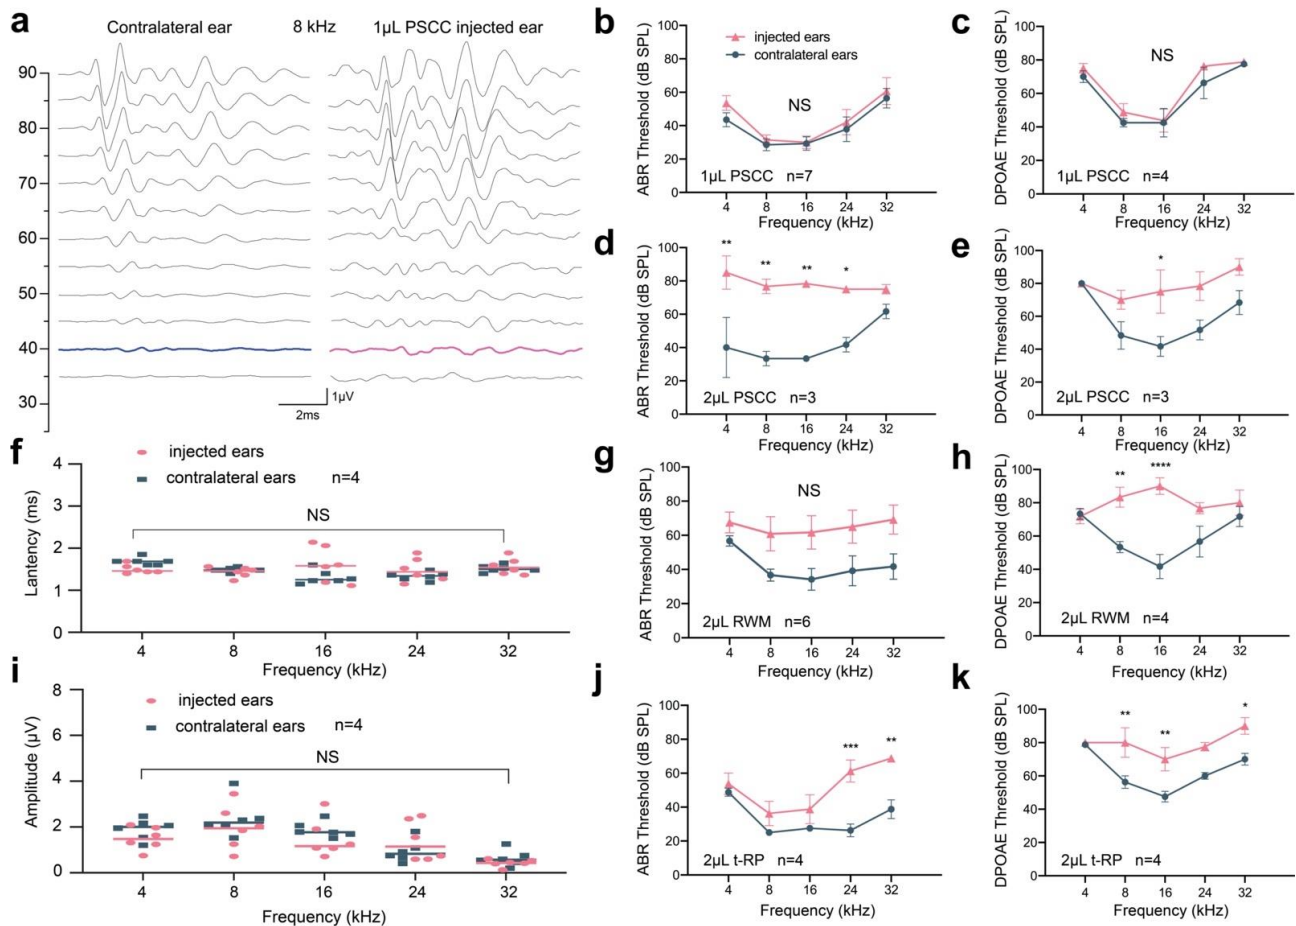 a
Contralateral ear 8 kHz 1µL PSCC injected ear
90
80
70
60
50
40
30
1µV
2ms
b
injected ears
contralateral ears
ABR Threshold (dB SPL)
100
80
60
40
20
0
NS
1µL PSCC n=7
4 8 16 24 32
Frequency (kHz)
c
DPOAE Threshold (dB SPL)
100
80
60
40
20
0
NS
1µL PSCC n=4
4 8 16 24 32
Frequency (kHz)
d
ABR Threshold (dB SPL)
100
80
60
40
20
0
** ** ** *
2µL PSCC n=3
4 8 16 24 32
Frequency (kHz)
e
DPOAE Threshold (dB SPL)
100
80
60
40
20
0
*
2µL PSCC n=3
4 8 16 24 32
Frequency (kHz)
f
injected ears
contralateral ears n=4
Lantency (ms)
4
3
2
1
0
NS
4 8 16 24 32
Frequency (kHz)
g
ABR Threshold (dB SPL)
100
80
60
40
20
0
NS
2µL RWM n=6
4 8 16 24 32
Frequency (kHz)
h
DPOAE Threshold (dB SPL)
100
80
60
40
20
0
** ****
2µL RWM n=4
4 8 16 24 32
Frequency (kHz)
i
injected ears
contralateral ears n=4
Amplitude (µV)
8
6
4
2
0
NS
4 8 16 24 32
Frequency (kHz)
j
ABR Threshold (dB SPL)
100
80
60
40
20
0
*** **
2µL t-RP n=4
4 8 16 24 32
Frequency (kHz)
k
DPOAE Threshold (dB SPL)
100
80
60
40
20
0
** ** *
2µL t-RP n=4
4 8 16 24 32
Frequency (kHz)